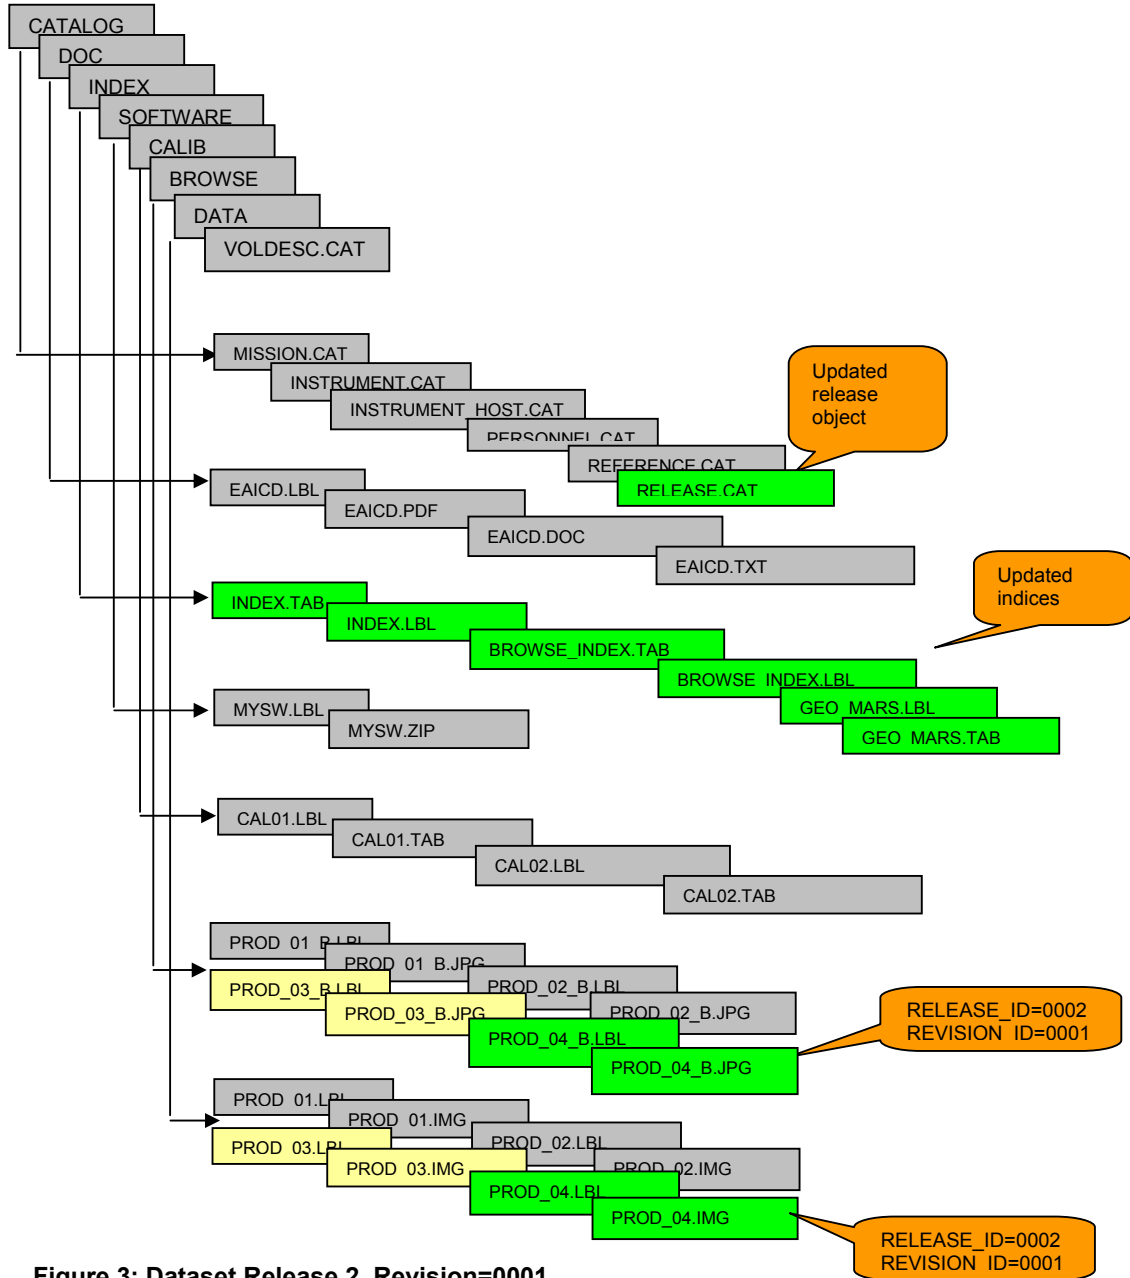 CATALOG
DOC
INDEX
SOFTWARE
CALIB
BROWSE
DATA
VOLDESC.CAT
MISSION.CAT
INSTRUMENT.CAT
INSTRUMENT_HOST.CAT
PERSONNEL.CAT
REFERENCE.CAT
RELEASE.CAT
Updated
release
object
EAICD.LBL
EAICD.PDF
EAICD.DOC
EAICD.TXT
Updated
indices
INDEX.TAB
INDEX.LBL
BROWSE_INDEX.TAB
BROWSE_INDEX.LBL
GEO_MARS.LBL
GEO_MARS.TAB
MYSW.LBL
MYSW.ZIP
CAL01.LBL
CAL01.TAB
CAL02.LBL
CAL02.TAB
PROD_01_B.LBL
PROD_01_B.JPG
PROD_02_B.LBL
PROD_02_B.JPG
PROD_03_B.LBL
PROD_03_B.JPG
PROD_04_B.LBL
PROD_04_B.JPG
RELEASE_ID=0002
REVISION_ID=0001
PROD_01.LBL
PROD_01.IMG
PROD_02.LBL
PROD_02.IMG
PROD_03.LBL
PROD_03.IMG
PROD_04.LBL
PROD_04.IMG
RELEASE_ID=0002
REVISION_ID=0001
Figure 3: Dataset Release 2, Revision=0001